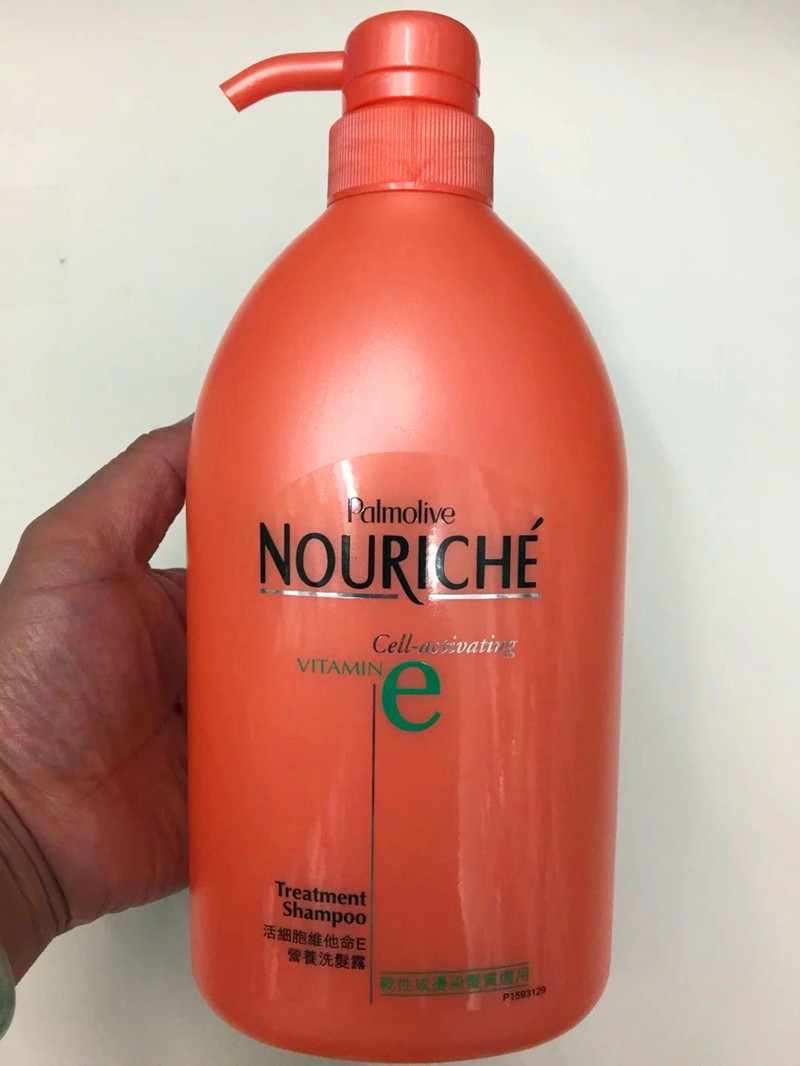 Palmolive
NOURICHÉ
Cell-activating
VITAMIN e
Treatment
Shampoo
活細胞維他命E
營養洗髮露
乾性或燙染髮質適用
P1593129